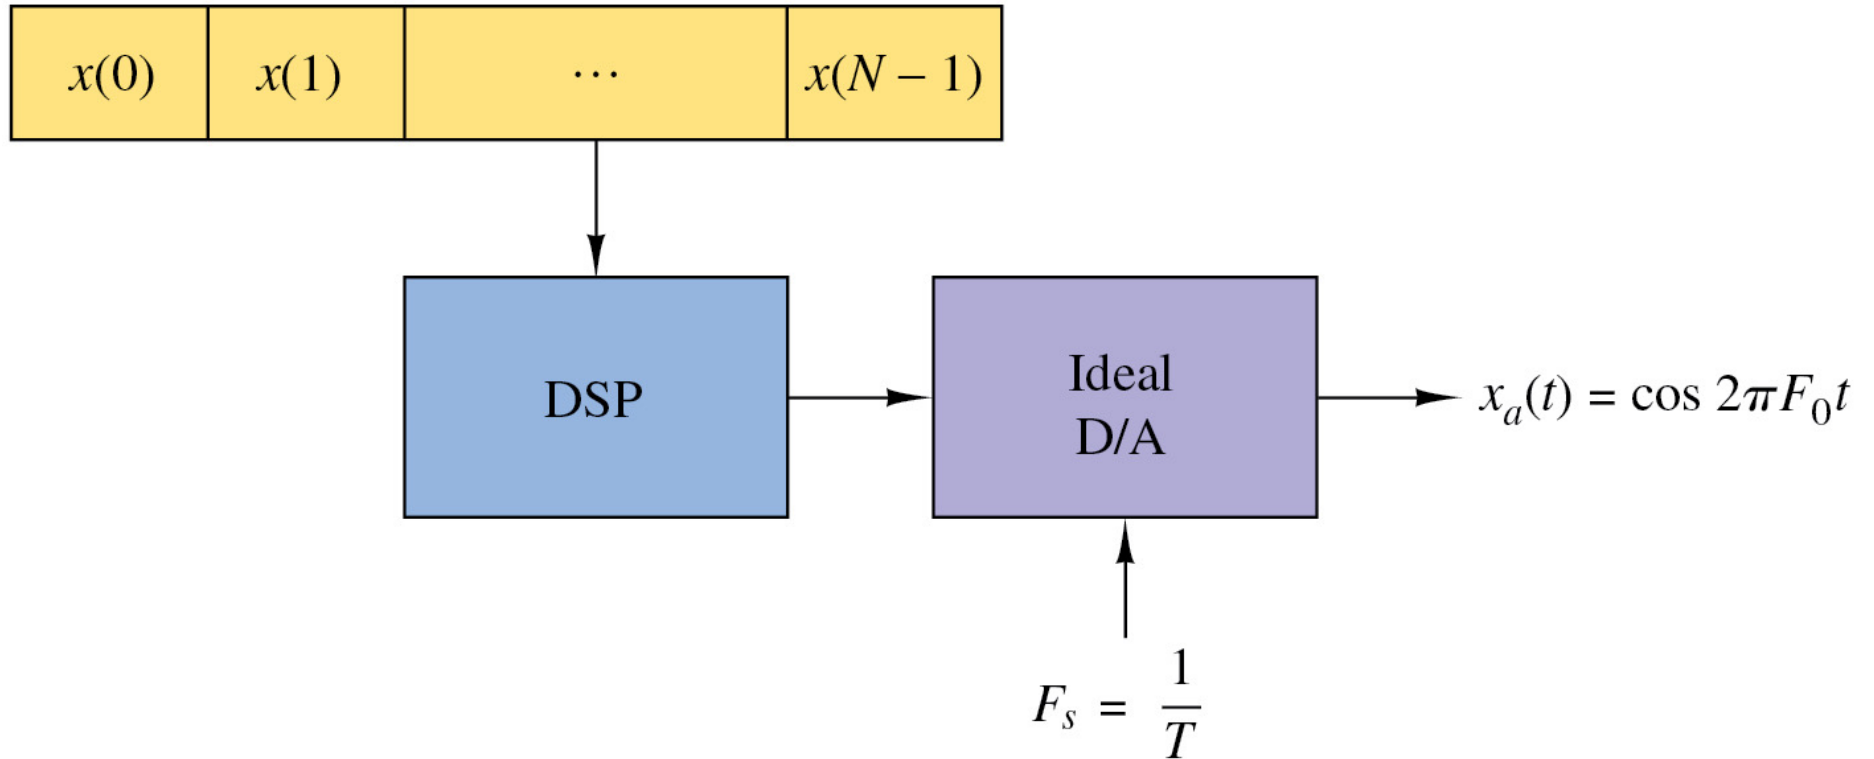 x(0) x(1) ⋯ x(N − 1)
DSP
Ideal
D/A
xₐ(t) = cos 2πF₀t
Fₛ = 1/T